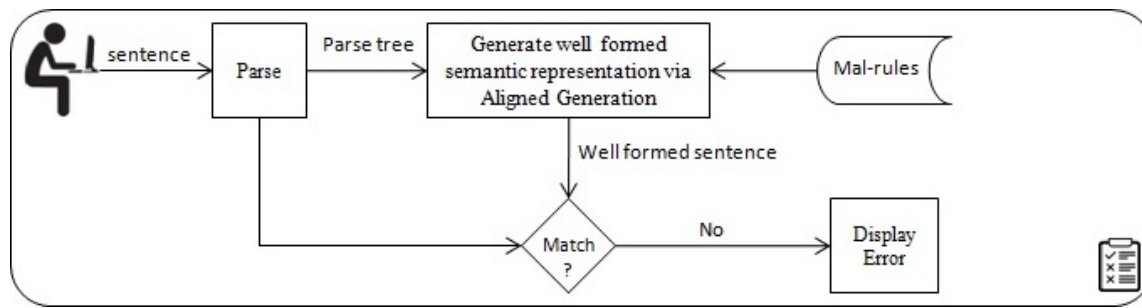 sentence
Parse
Parse tree
Generate well formed
semantic representation via
Aligned Generation
Mal-rules
Well formed sentence
Match
?
No
Display
Error